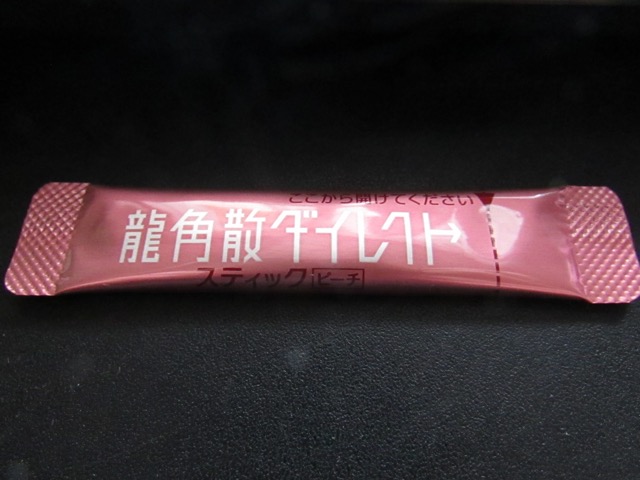 ここから開けてください
龍角散ダイレクト
スティック ピーチ